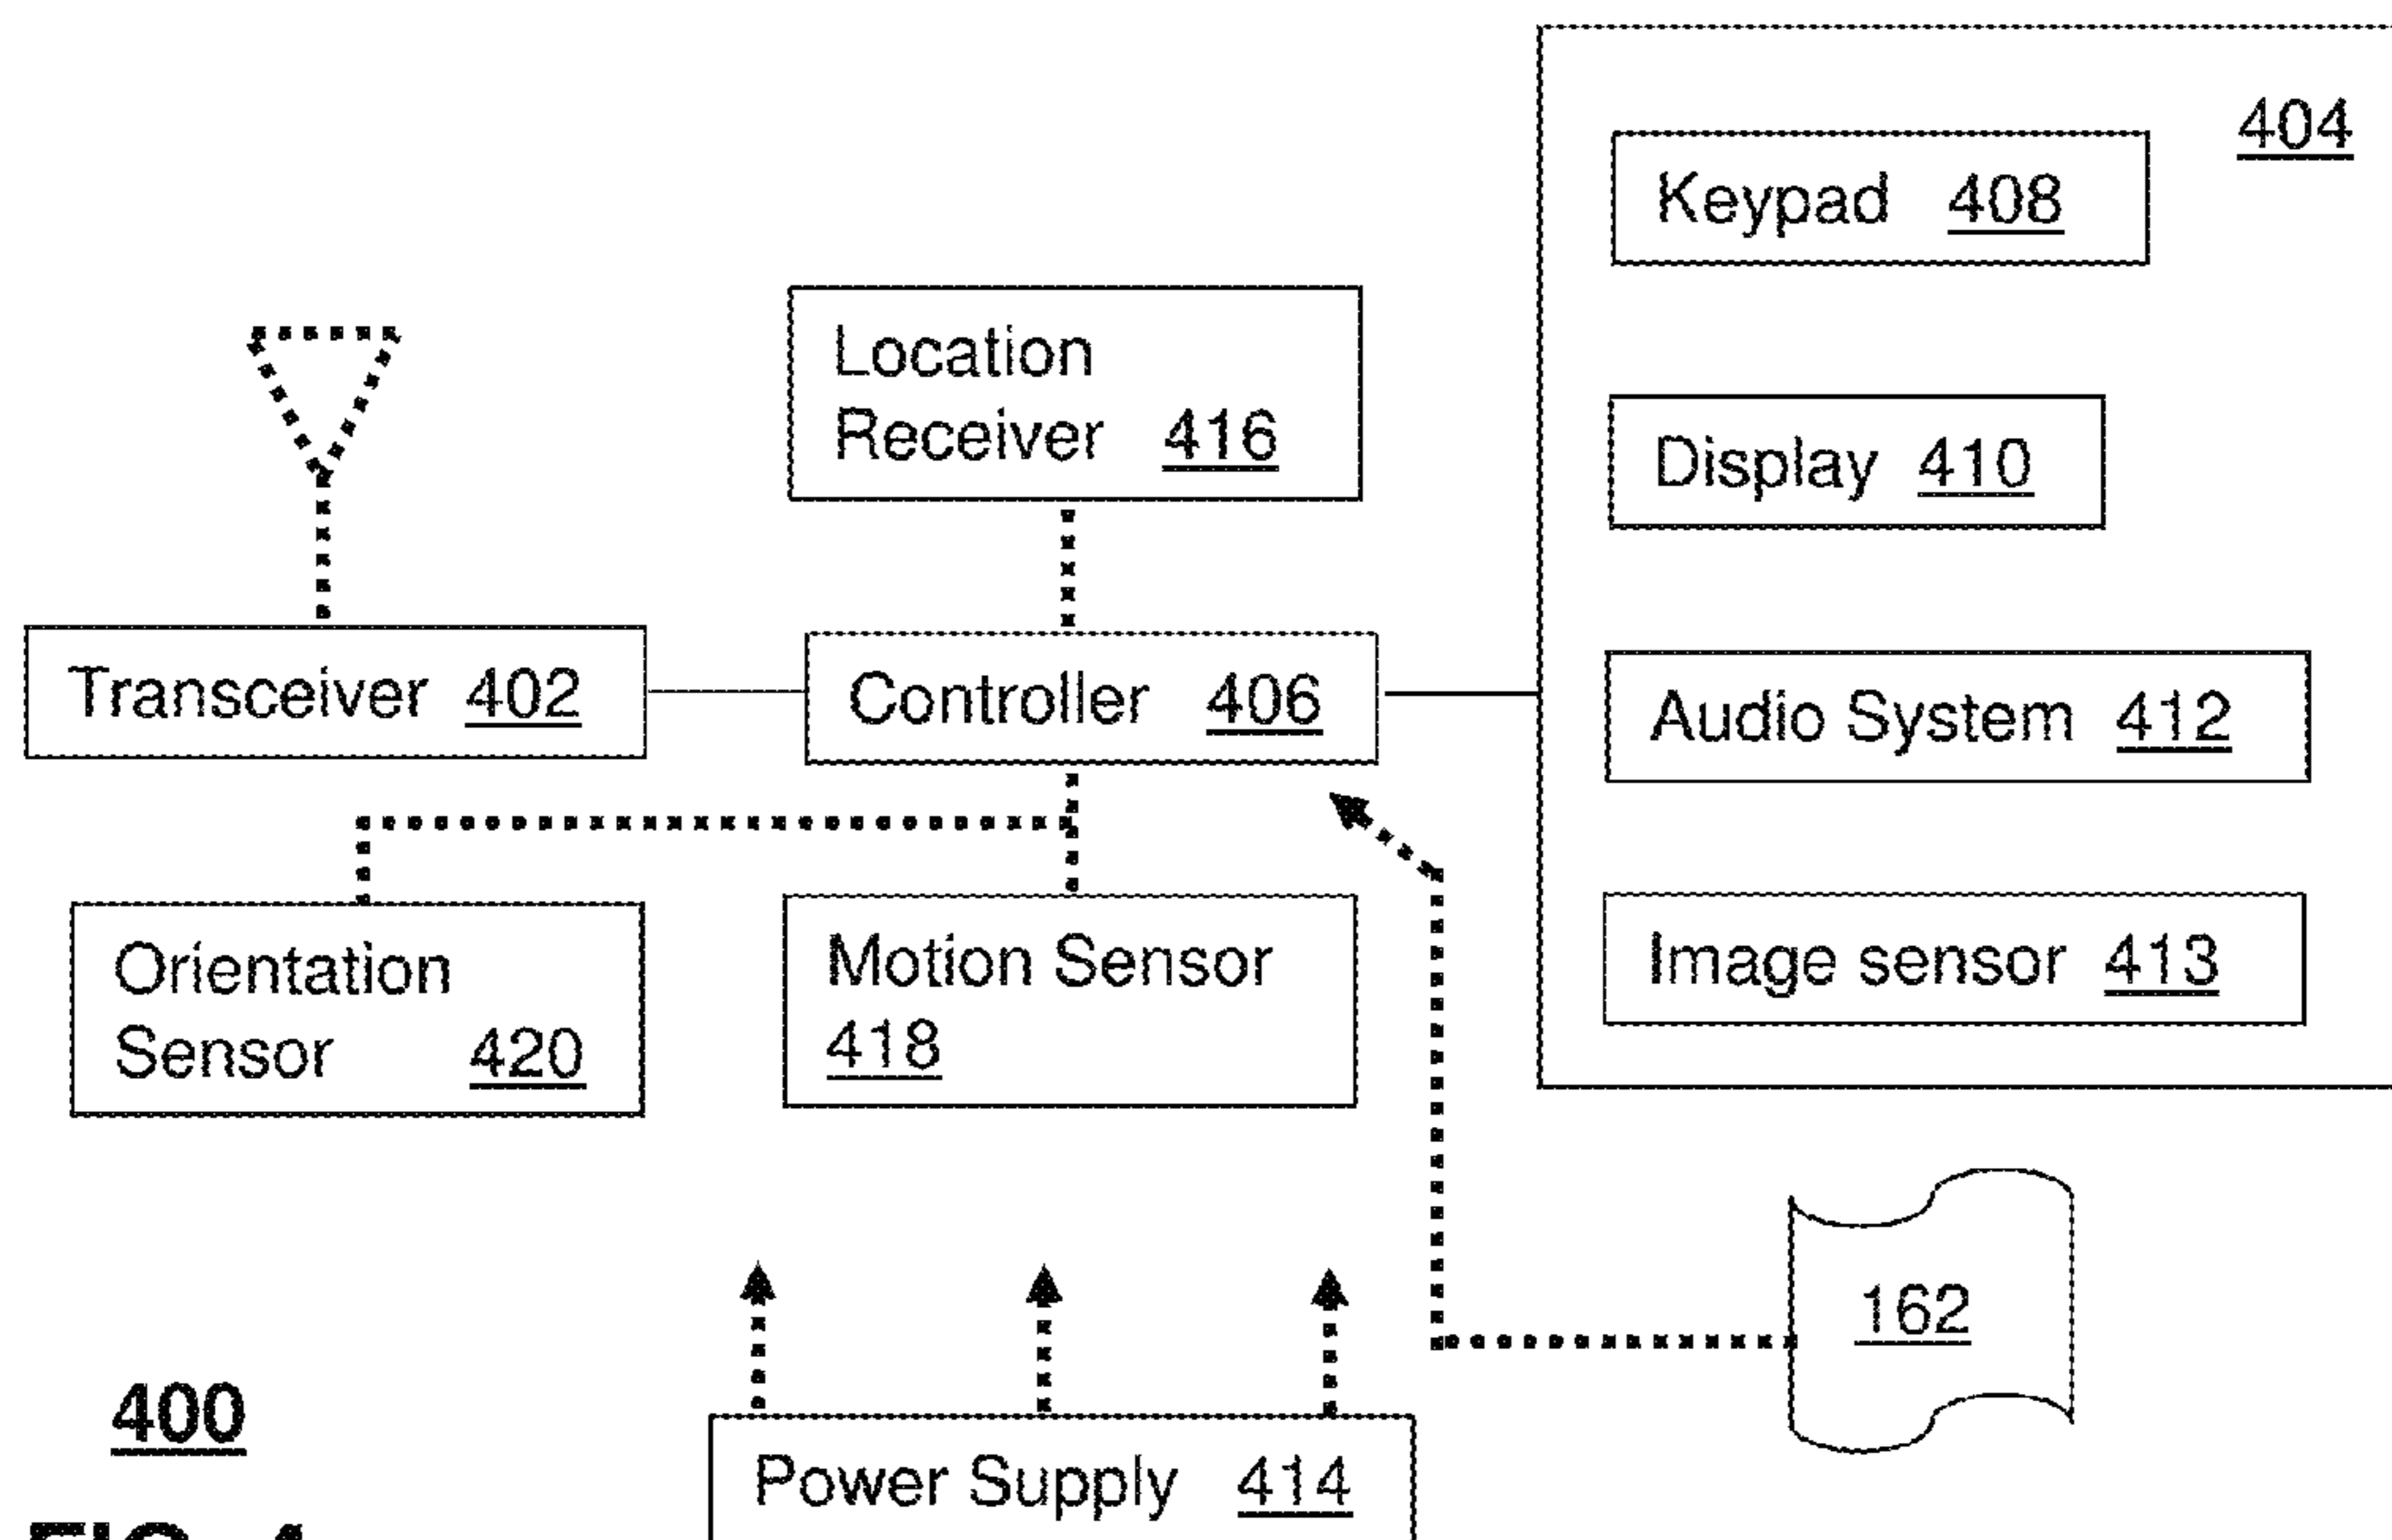 404
Keypad 408
Location
Receiver 416
Display 410
Transceiver 402
Controller 406
Audio System 412
Orientation
Sensor 420
Motion Sensor
418
Image sensor 413
162
400
Power Supply 414